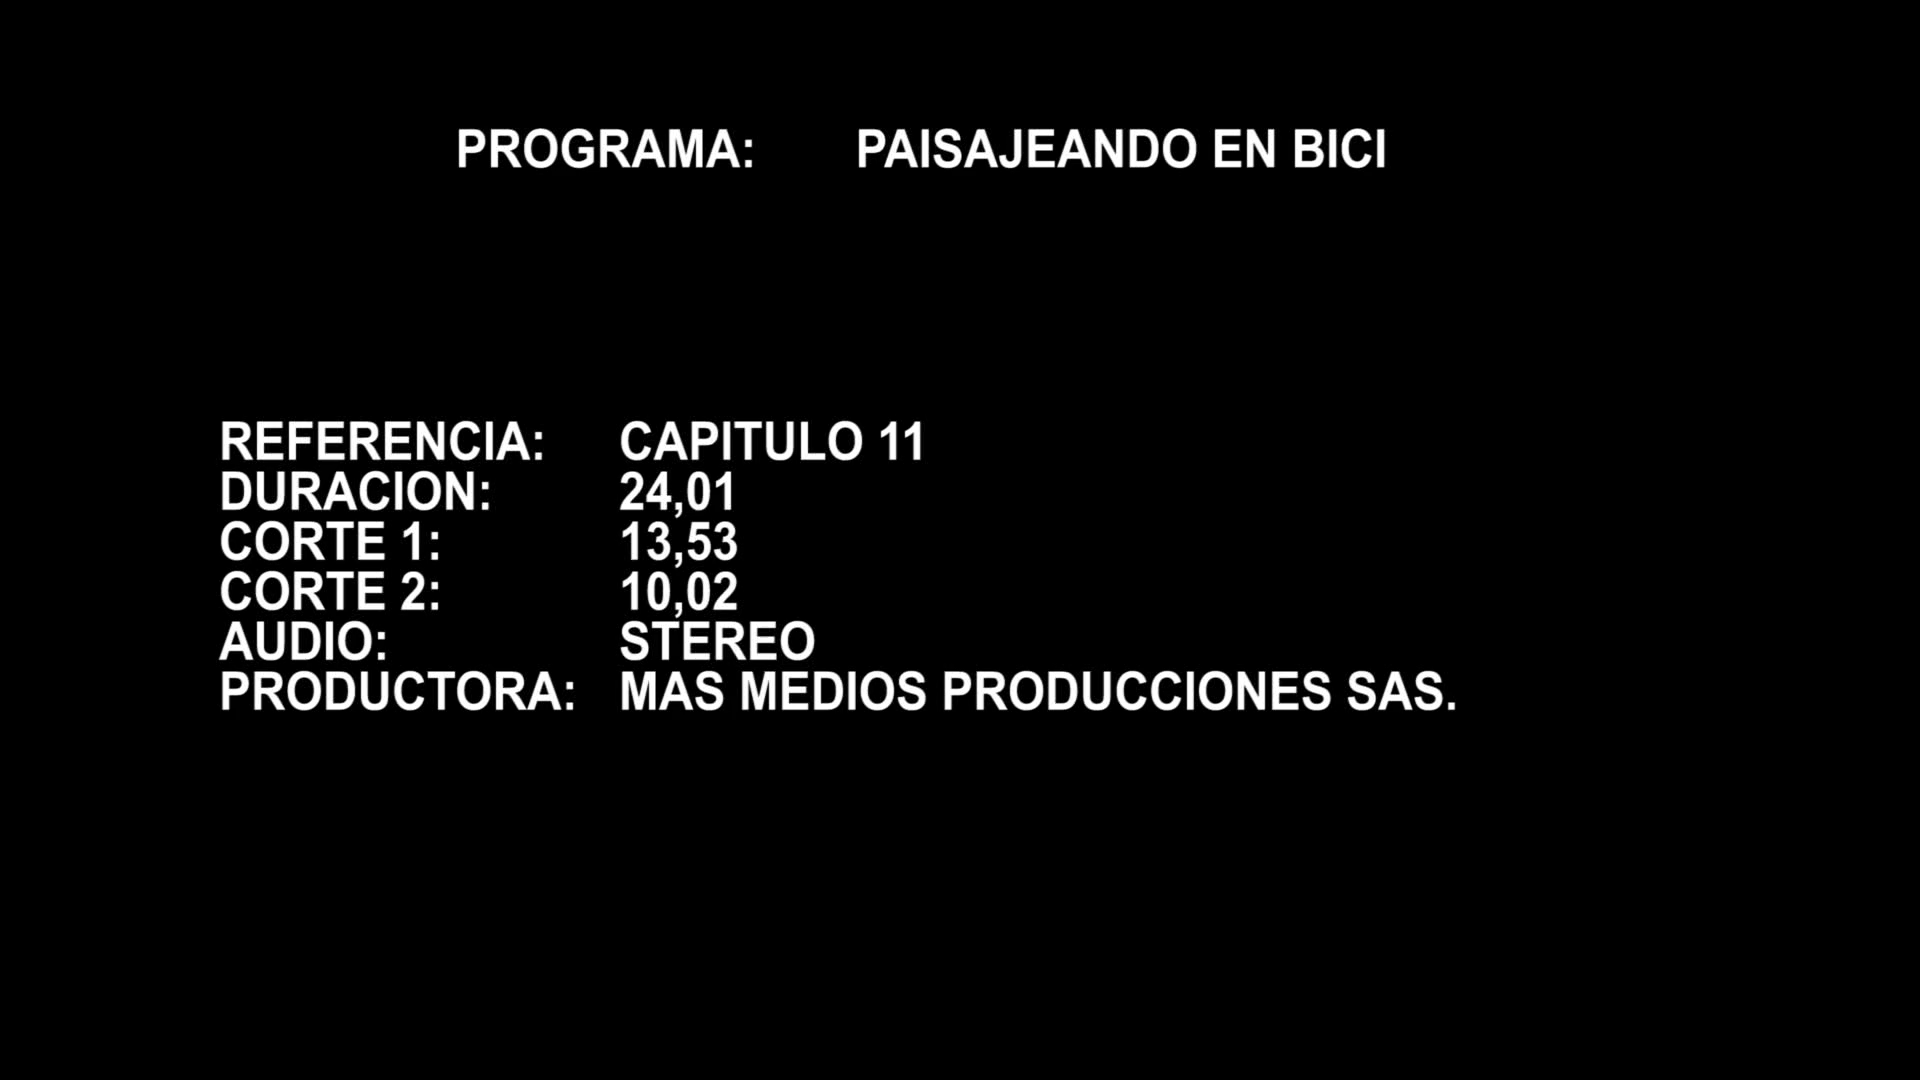 PROGRAMA: PAISAJEANDO EN BICI
REFERENCIA: CAPITULO 11
DURACION: 24,01
CORTE 1: 13,53
CORTE 2: 10,02
AUDIO: STEREO
PRODUCTORA: MAS MEDIOS PRODUCCIONES SAS.